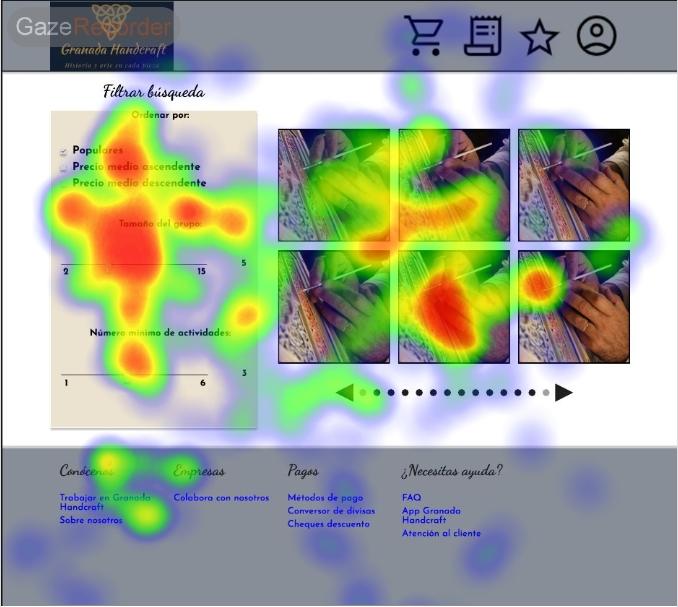 GazeRecorder
Granada Handcraft
Historia y arte en cada pieza
Filtrar búsqueda
Ordenar por:
Populares
Precio medio ascendente
Precio medio descendente
Tamaño del grupo:
2 15 5
Número mínimo de actividades:
1 6 3
Conócenos
Trabajar en Granada
Handcraft
Sobre nosotros
Empresas
Colabora con nosotros
Pagos
Métodos de pago
Conversor de divisas
Cheques descuento
¿Necesitas ayuda?
FAQ
App Granada
Handcraft
Atención al cliente